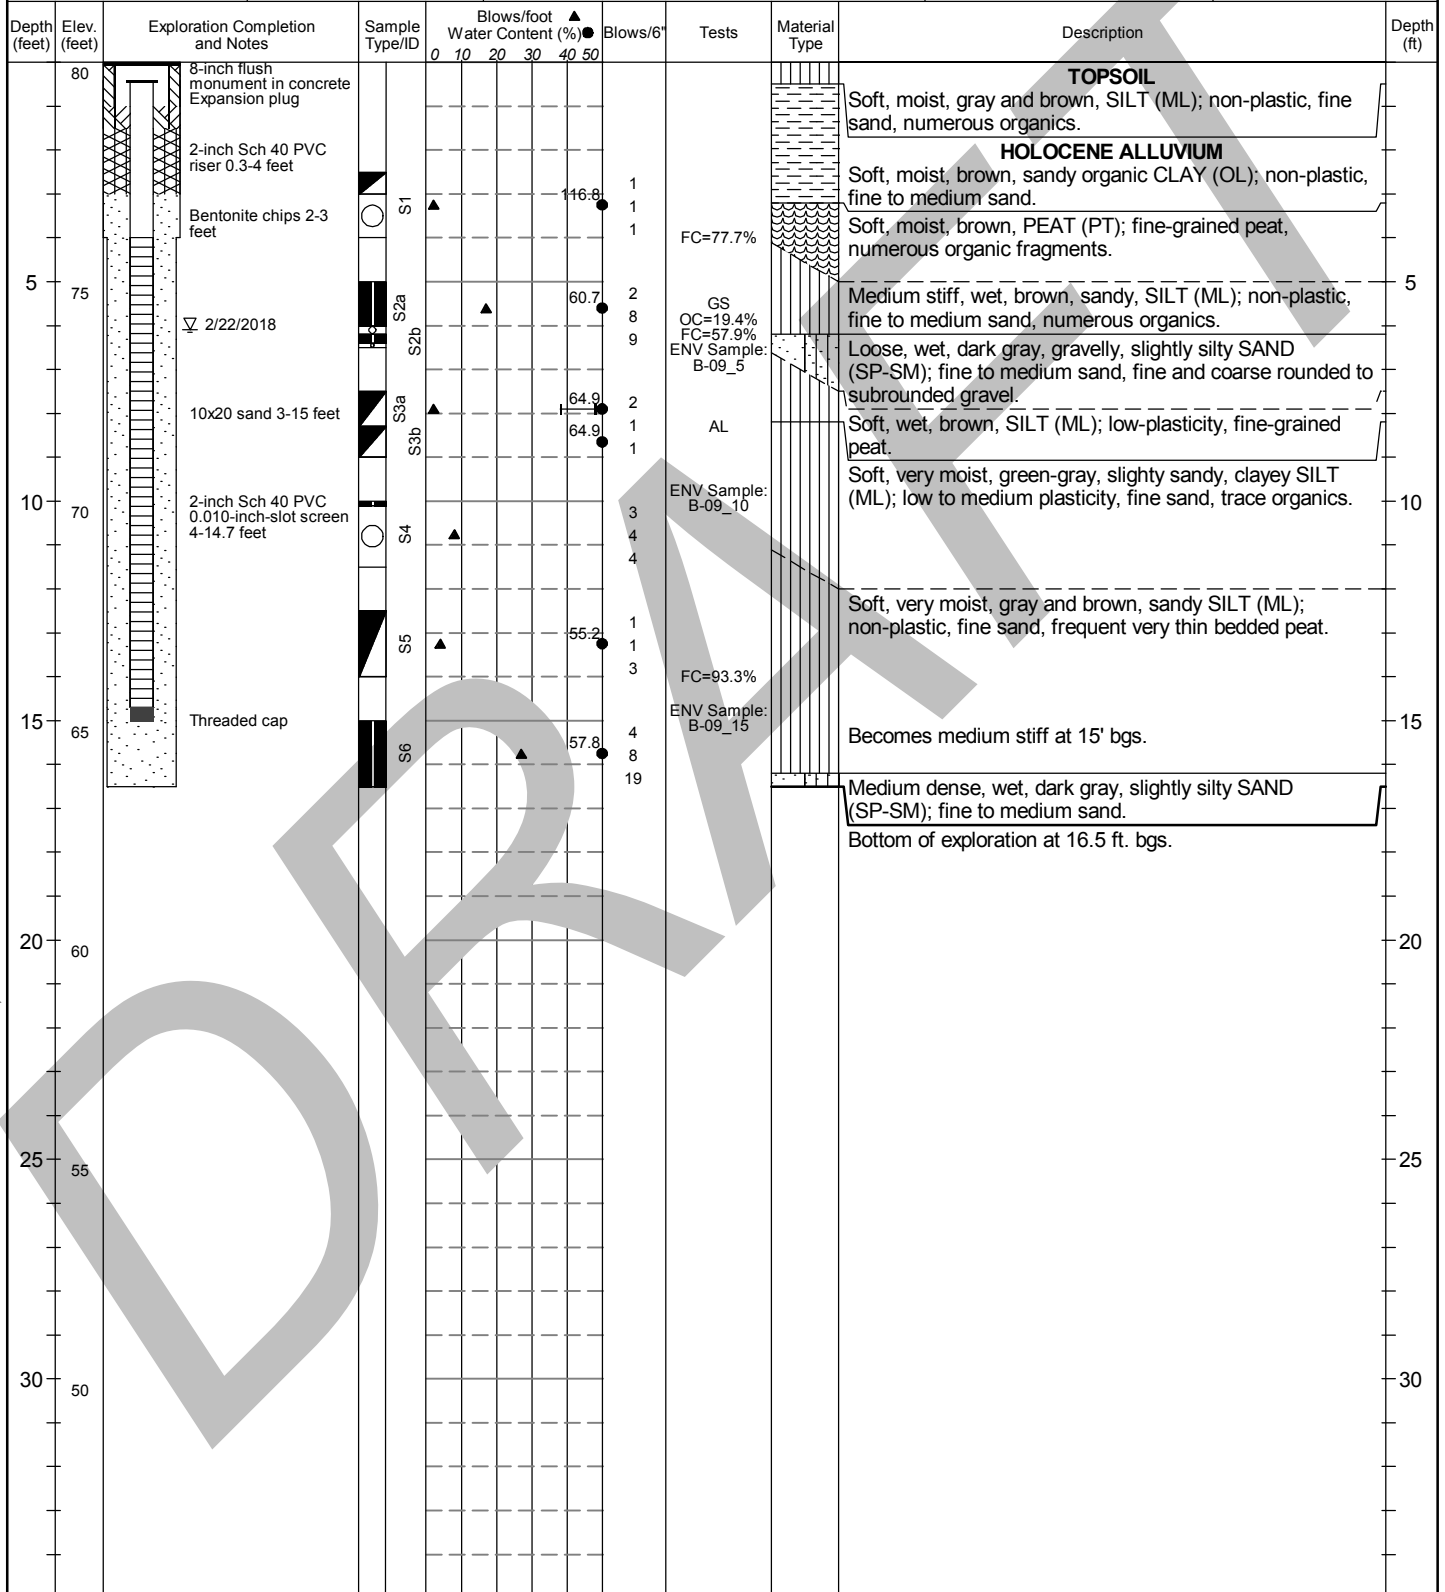 Depth
(feet)
Elev.
(feet)
Exploration Completion
and Notes
Sample
Type/ID
Blows/foot
Water Content (%)
0 10 20 30 40 50
Blows/6"
Tests
Material
Type
Description
Depth
(ft)
80
8-inch flush
monument in concrete
Expansion plug
TOPSOIL
Soft, moist, gray and brown, SILT (ML); non-plastic, fine
sand, numerous organics.
2-inch Sch 40 PVC
riser 0.3-4 feet
HOLOCENE ALLUVIUM
Soft, moist, brown, sandy organic CLAY (OL); non-plastic,
fine to medium sand.
Bentonite chips 2-3
feet
S1
116.8
1
1
1
FC=77.7%
Soft, moist, brown, PEAT (PT); fine-grained peat,
numerous organic fragments.
5
75
S2a
60.7
2
8
9
GS
OC=19.4%
FC=57.9%
ENV Sample:
B-09_5
Medium stiff, wet, brown, sandy, SILT (ML); non-plastic,
fine to medium sand, numerous organics.
5
2/22/2018
S2b
Loose, wet, dark gray, gravelly, slightly silty SAND
(SP-SM); fine to medium sand, fine and coarse rounded to
subrounded gravel.
10x20 sand 3-15 feet
S3a
64.9
2
1
1
S3b
64.9
AL
Soft, wet, brown, SILT (ML); low-plasticity, fine-grained
peat.
Soft, very moist, green-gray, slighty sandy, clayey SILT
(ML); low to medium plasticity, fine sand, trace organics.
10
70
2-inch Sch 40 PVC
0.010-inch-slot screen
4-14.7 feet
S4
3
4
4
ENV Sample:
B-09_10
10
S5
55.2
1
1
3
FC=93.3%
Soft, very moist, gray and brown, sandy SILT (ML);
non-plastic, fine sand, frequent very thin bedded peat.
15
65
Threaded cap
S6
57.8
4
8
19
ENV Sample:
B-09_15
Becomes medium stiff at 15' bgs.
15
Medium dense, wet, dark gray, slightly silty SAND
(SP-SM); fine to medium sand.
Bottom of exploration at 16.5 ft. bgs.
20
60
20
25
55
25
30
50
30
DRAFT